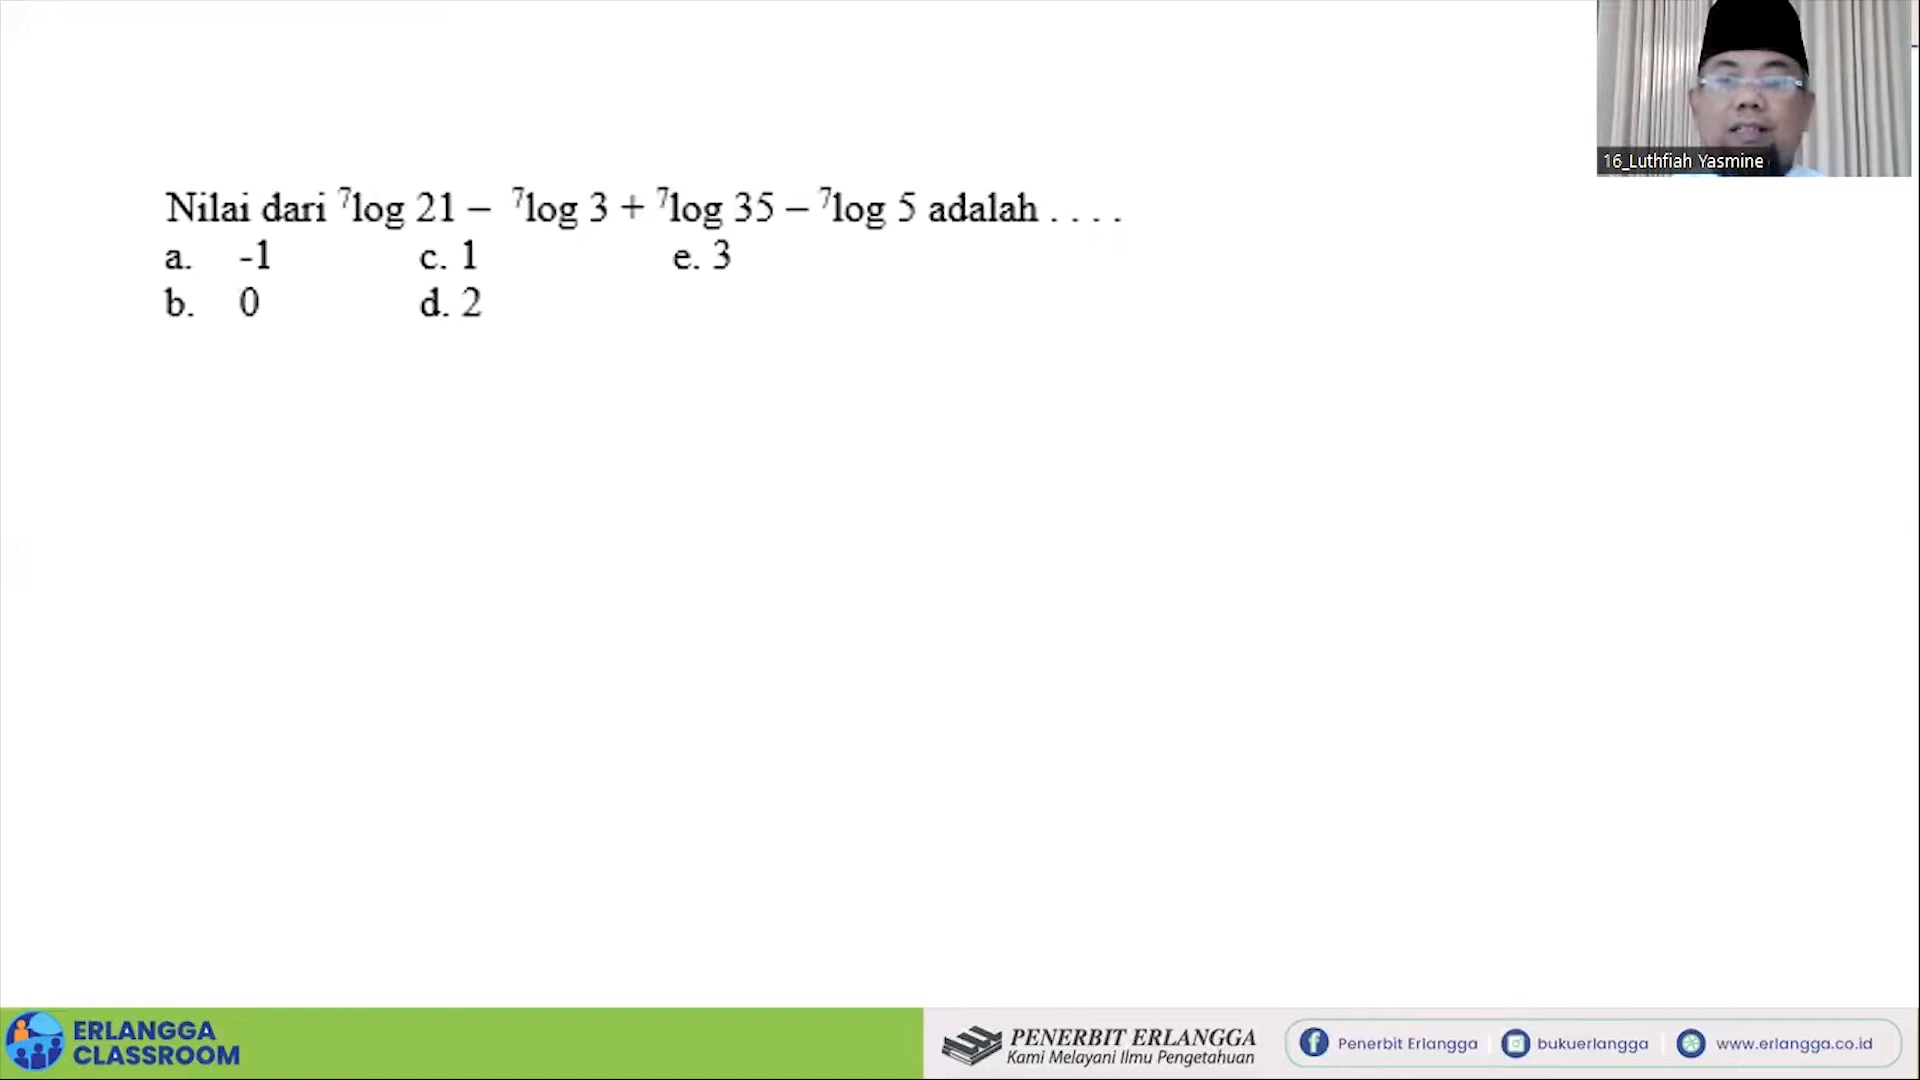 16_Luthfiah Yasmine
Nilai dari ⁷log 21 – ⁷log 3 + ⁷log 35 – ⁷log 5 adalah . . . .
a. -1 c. 1 e. 3
b. 0 d. 2
ERLANGGA
CLASSROOM
PENERBIT ERLANGGA
Kami Melayani Ilmu Pengetahuan
Penerbit Erlangga
bukuerlangga
www.erlangga.co.id